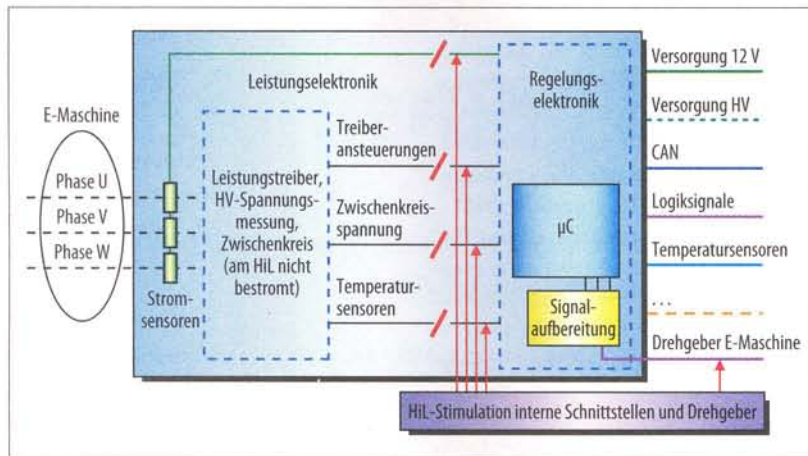 E-Maschine
Phase U
Phase V
Phase W
Strom-
sensoren
Leistungselektronik
Leistungstreiber,
HV-Spannungs-
messung,
Zwischenkreis
(am HiL nicht
bestromt)
Treiber-
ansteuerungen
Zwischenkreis-
spannung
Temperatur-
sensoren
Regelungs-
elektronik
µC
Signal-
aufbereitung
Versorgung 12 V
Versorgung HV
CAN
Logiksignale
Temperatursensoren
...
Drehgeber E-Maschine
HiL-Stimulation interne Schnittstellen und Drehgeber